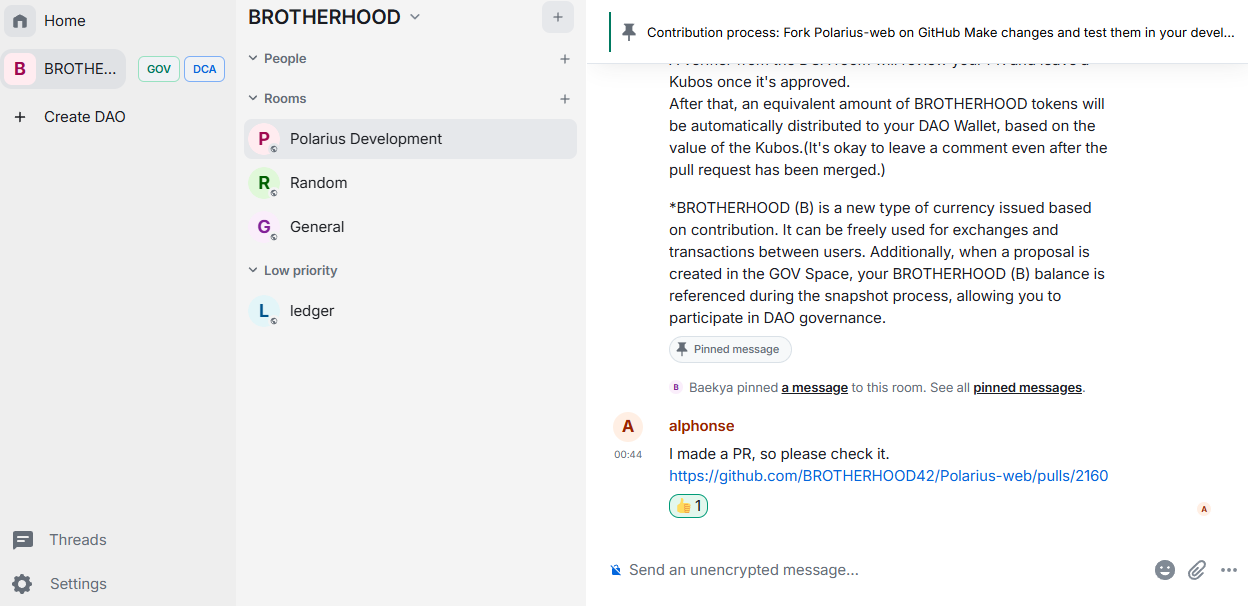 Home
B BROTHE... GOV DCA
+ Create DAO
Threads
Settings
BROTHERHOOD
People
Rooms
P Polarius Development
R Random
G General
Low priority
L ledger
Contribution process: Fork Polarius-web on GitHub Make changes and test them in your devel...
Kubos once it's approved.
After that, an equivalent amount of BROTHERHOOD tokens will
be automatically distributed to your DAO Wallet, based on the
value of the Kubos.(It's okay to leave a comment even after the
pull request has been merged.)
*BROTHERHOOD (B) is a new type of currency issued based
on contribution. It can be freely used for exchanges and
transactions between users. Additionally, when a proposal is
created in the GOV Space, your BROTHERHOOD (B) balance is
referenced during the snapshot process, allowing you to
participate in DAO governance.
Pinned message
B Baekya pinned a message to this room. See all pinned messages.
A alphonse
00:44 I made a PR, so please check it.
https://github.com/BROTHERHOOD42/Polarius-web/pulls/2160
👍 1
A
Send an unencrypted message...